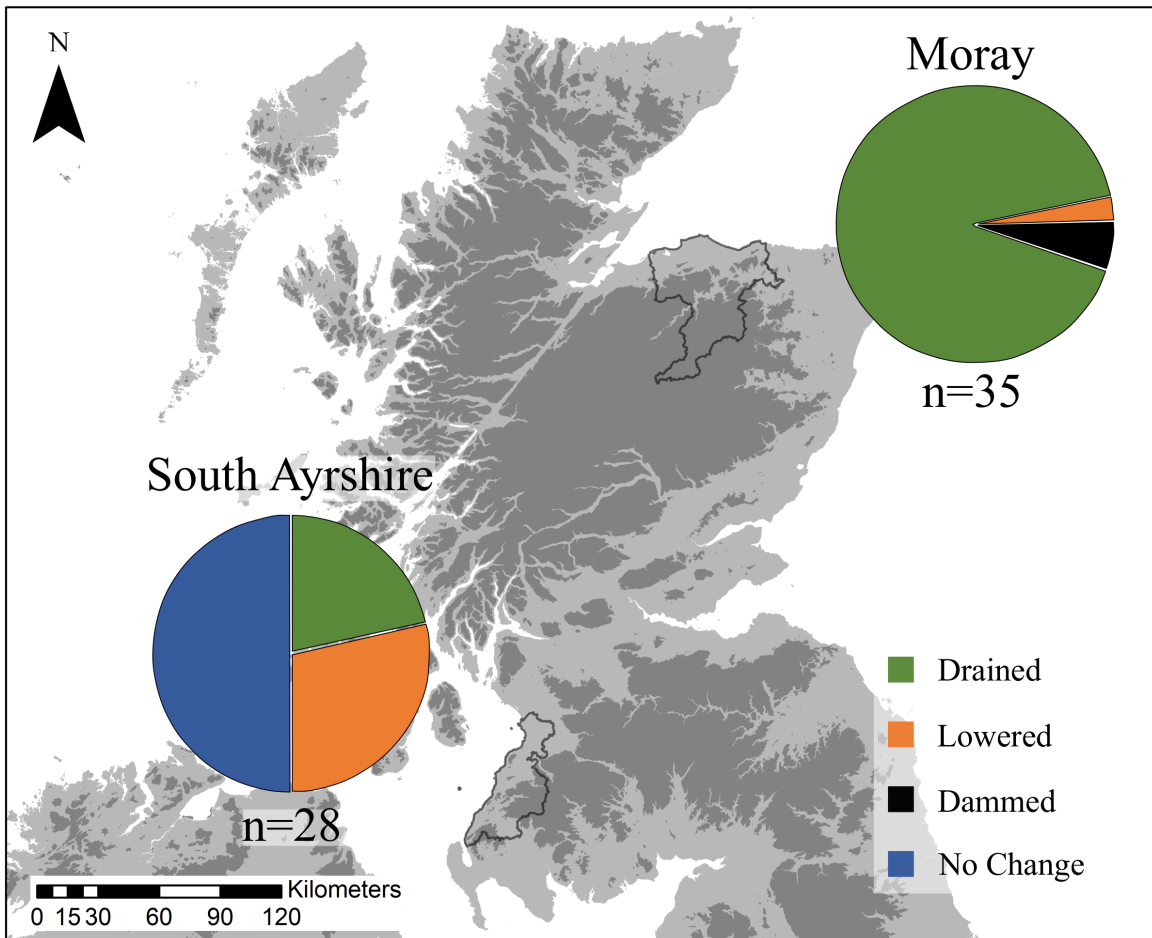 N
Moray
n=35
South Ayrshire
n=28
Drained
Lowered
Dammed
No Change
Kilometers
0 15 30 60 90 120